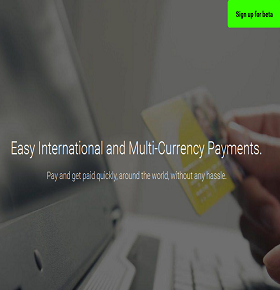 Sign up for beta
Easy International and Multi-Currency Payments.
Pay and get paid quickly, around the world, without any hassle.